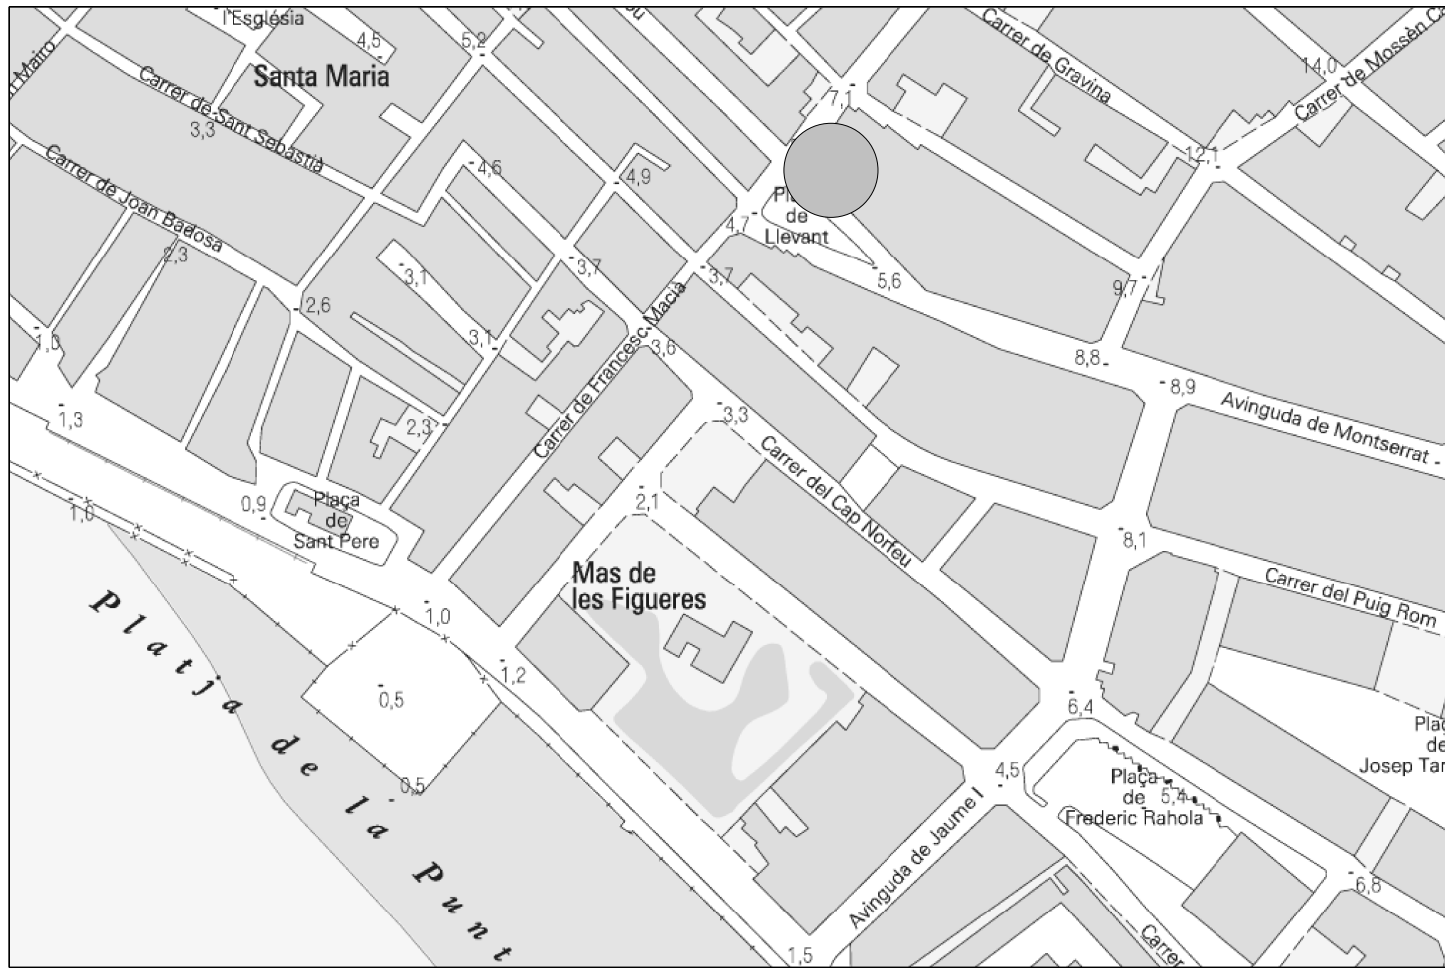 l'Església
Santa Maria
4,5
5,2
Carrer de Sant Sebastià
3,3
Carrer de Joan Badosa
2,3
4,6
4,9
3,1
3,7
2,6
3,1
1,0
1,3
2,3
0,9
Plaça
de
Sant Pere
1,0
Carrer de Francesc Macià
3,6
3,7
4,7
de
Llevant
5,6
7,1
Carrer de Gravina
14,0
Carrer de Mossèn
12,1
9,7
8,8
8,9
Avinguda de Montserrat
3,3
Carrer del Cap Norfeu
2,1
8,1
Carrer del Puig Rom
Mas de
les Figueres
1,0
1,2
0,5
0,5
Platja de la Punt
6,4
4,5
Plaça
de
Frederic Rahola
5,4
de
Josep
6,8
Avinguda de Jaume I
Carrer
1,5